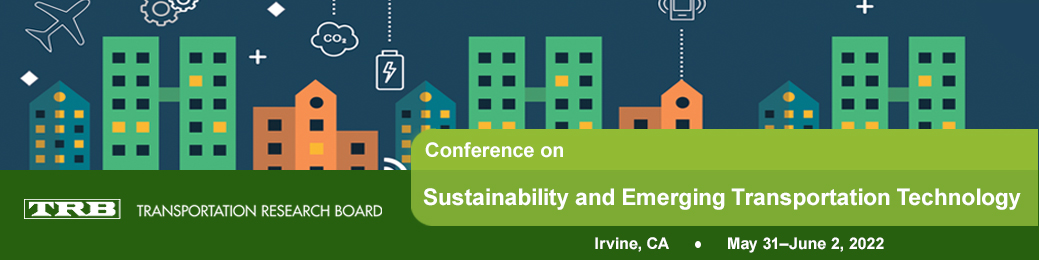 CO₂
Conference on
Sustainability and Emerging Transportation Technology
TRB TRANSPORTATION RESEARCH BOARD
Irvine, CA • May 31–June 2, 2022